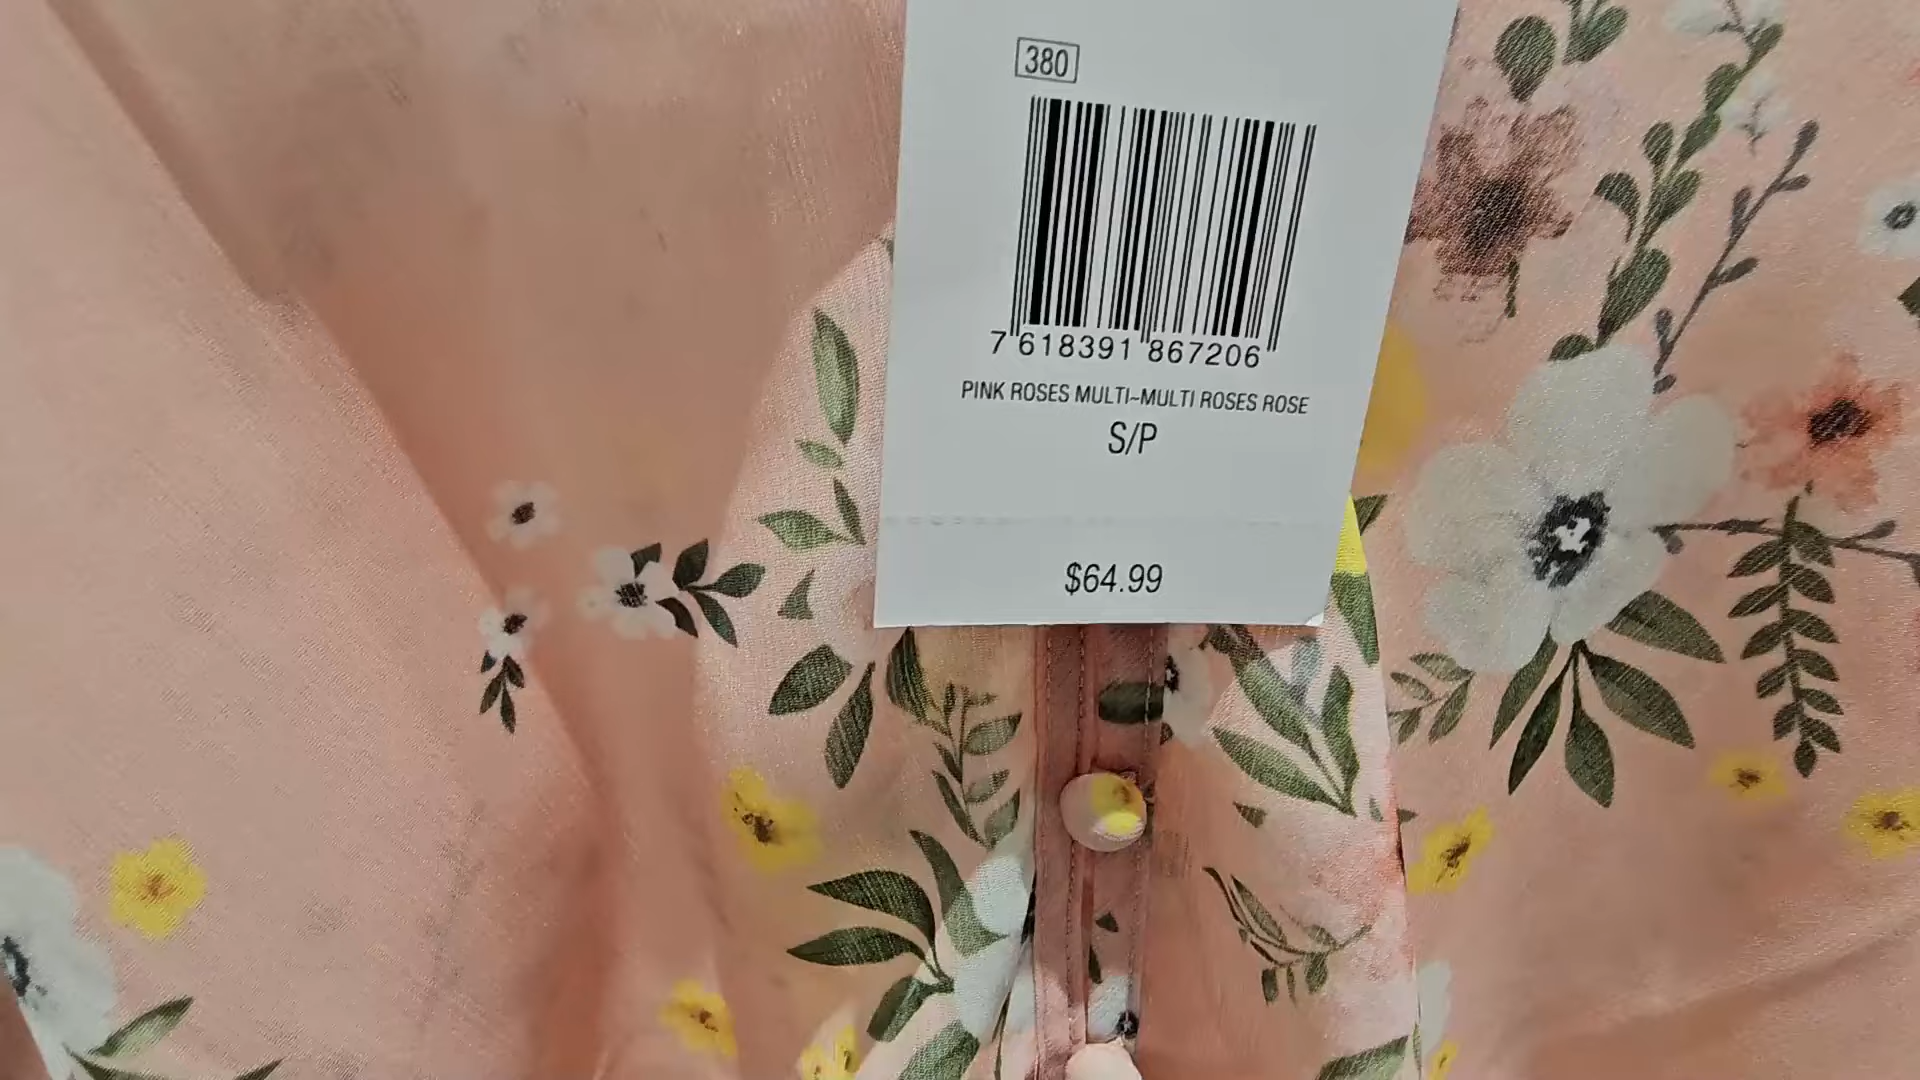 380
7 618391 867206
PINK ROSES MULTI~MULTI ROSES ROSE
S/P
$64.99